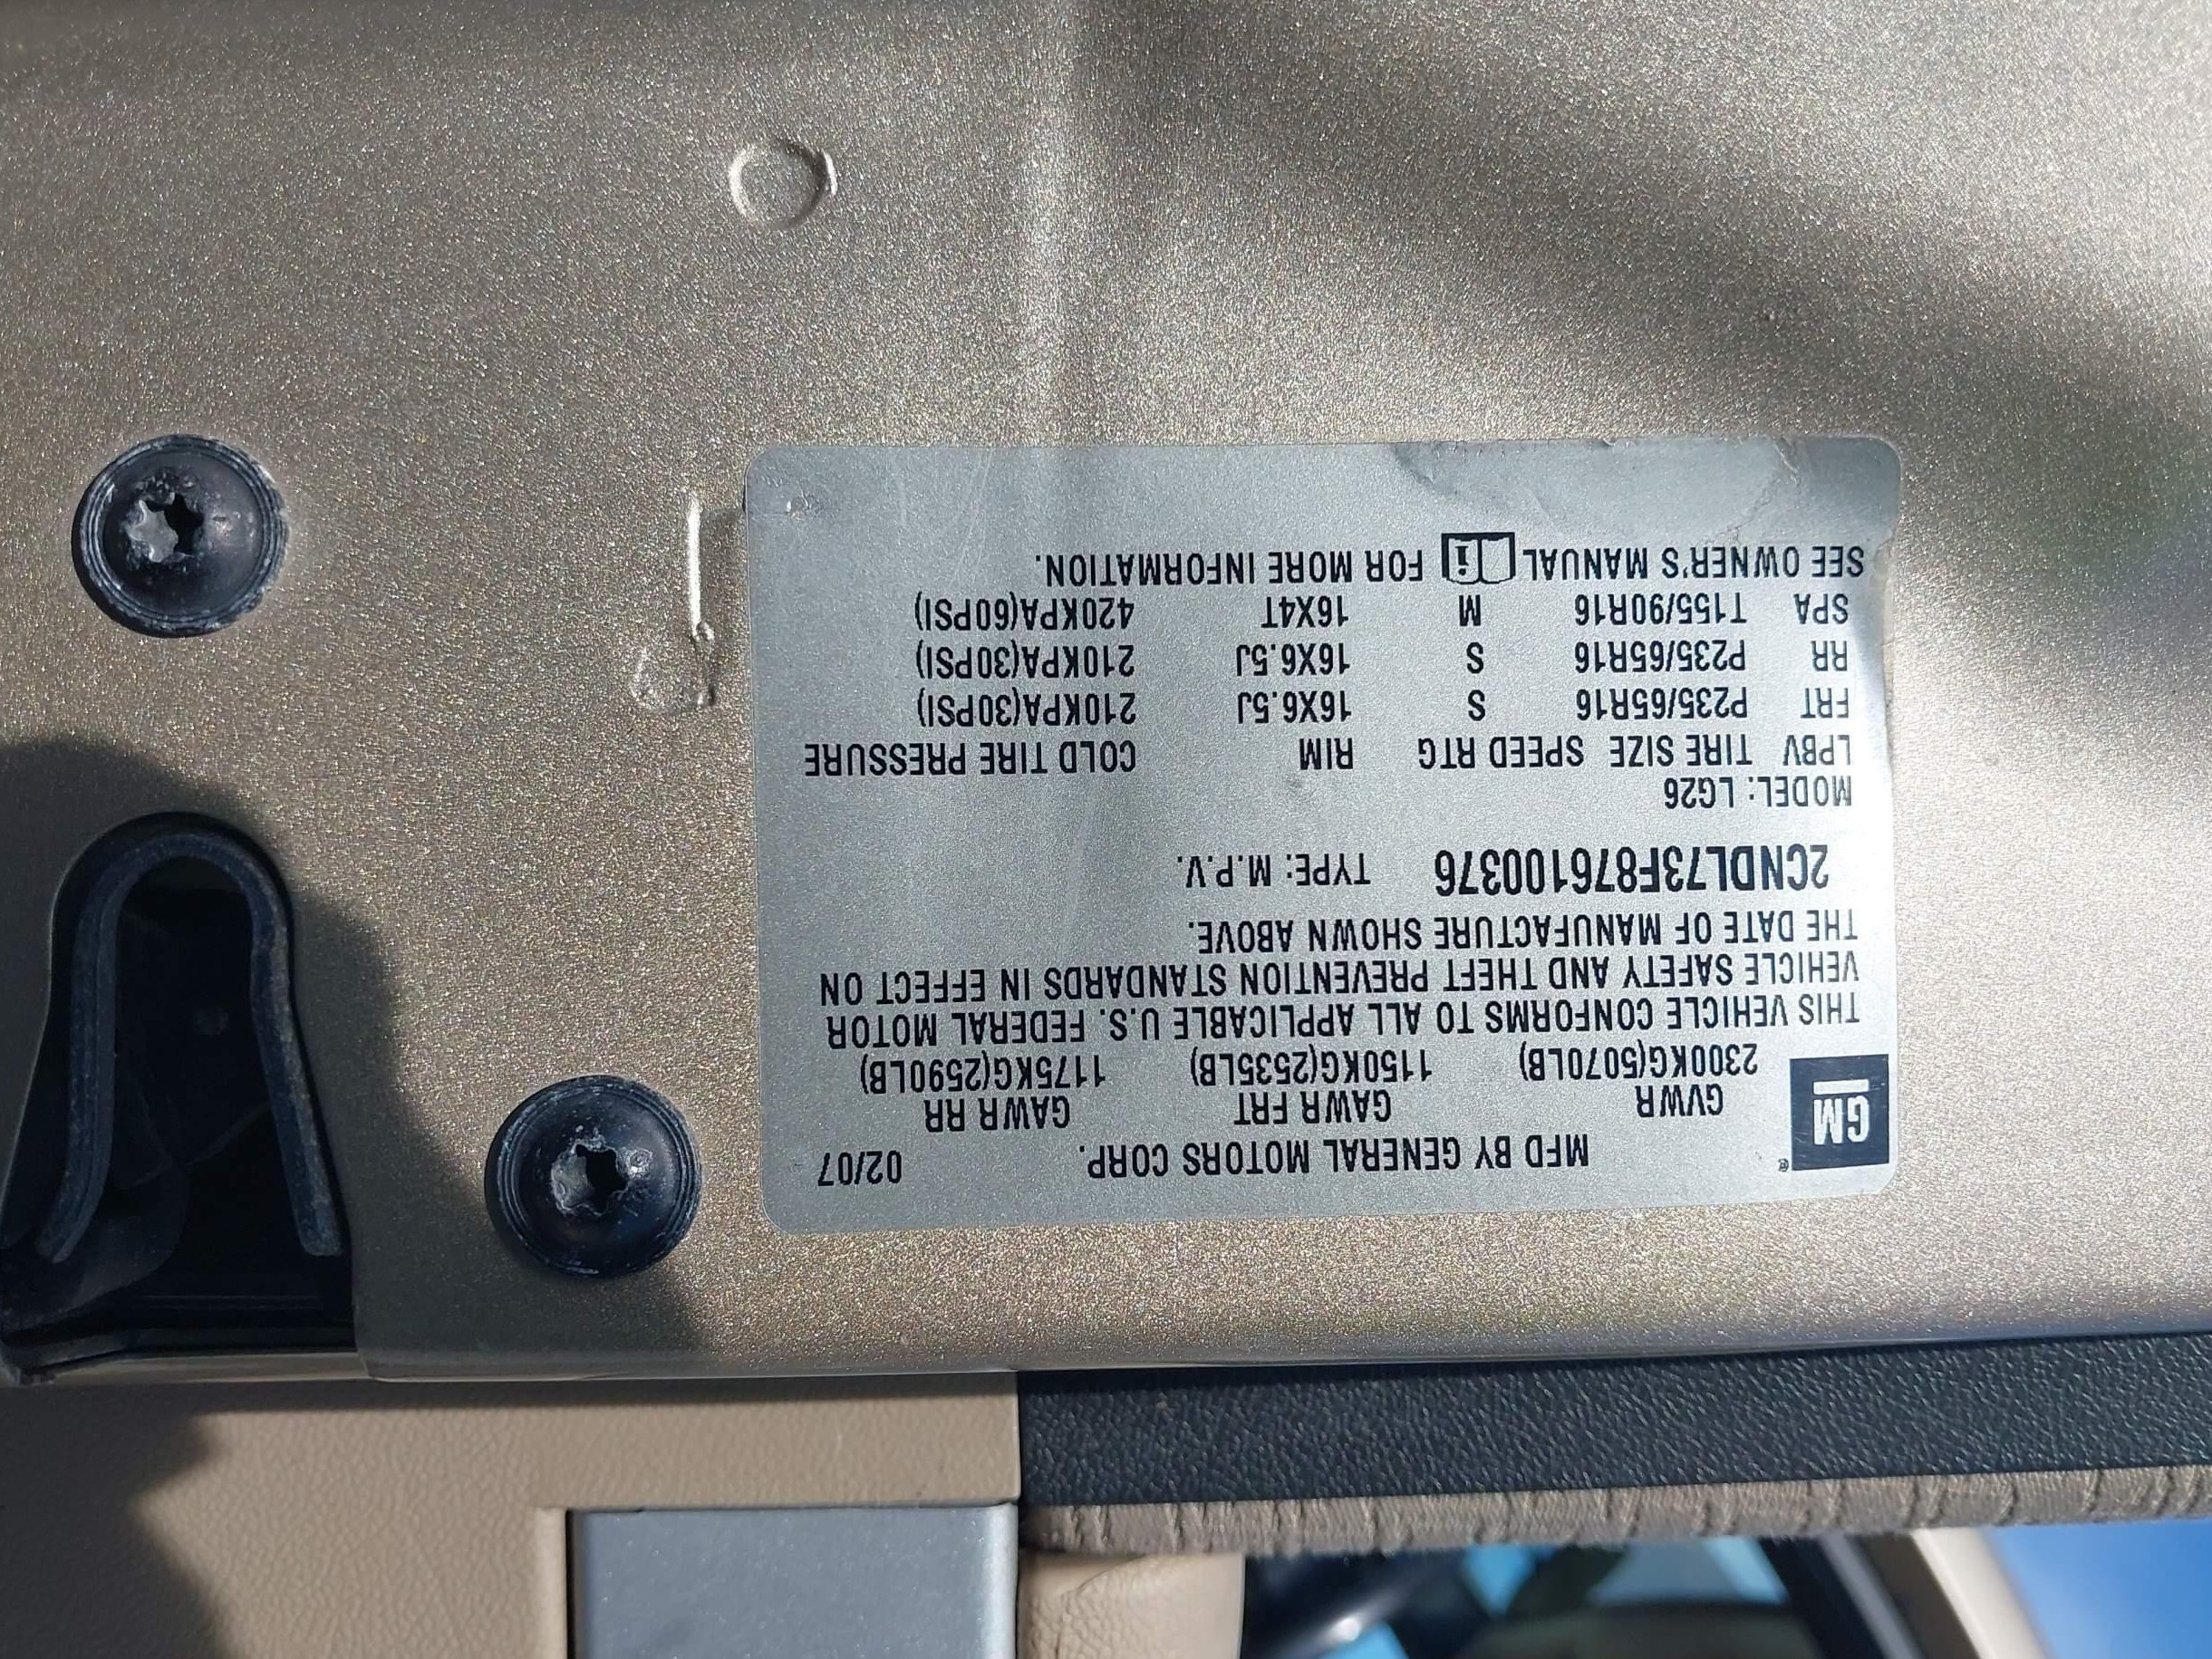 MFD BY GENERAL MOTORS CORP. 02/07
GM®
GVWR GAWR FRT GAWR RR
2300KG(5070LB) 1150KG(2535LB) 1175KG(2590LB)
THIS VEHICLE CONFORMS TO ALL APPLICABLE U.S. FEDERAL MOTOR
VEHICLE SAFETY AND THEFT PREVENTION STANDARDS IN EFFECT ON
THE DATE OF MANUFACTURE SHOWN ABOVE.
2CNDL73F876100376 TYPE: M.P.V.
MODEL: LG26
LPBV TIRE SIZE SPEED RTG RIM COLD TIRE PRESSURE
FRT P235/65R16 S 16X6.5J 210KPA(30PSI)
RR P235/65R16 S 16X6.5J 210KPA(30PSI)
SPA T155/90R16 M 16X4T 420KPA(60PSI)
SEE OWNER'S MANUAL i FOR MORE INFORMATION.